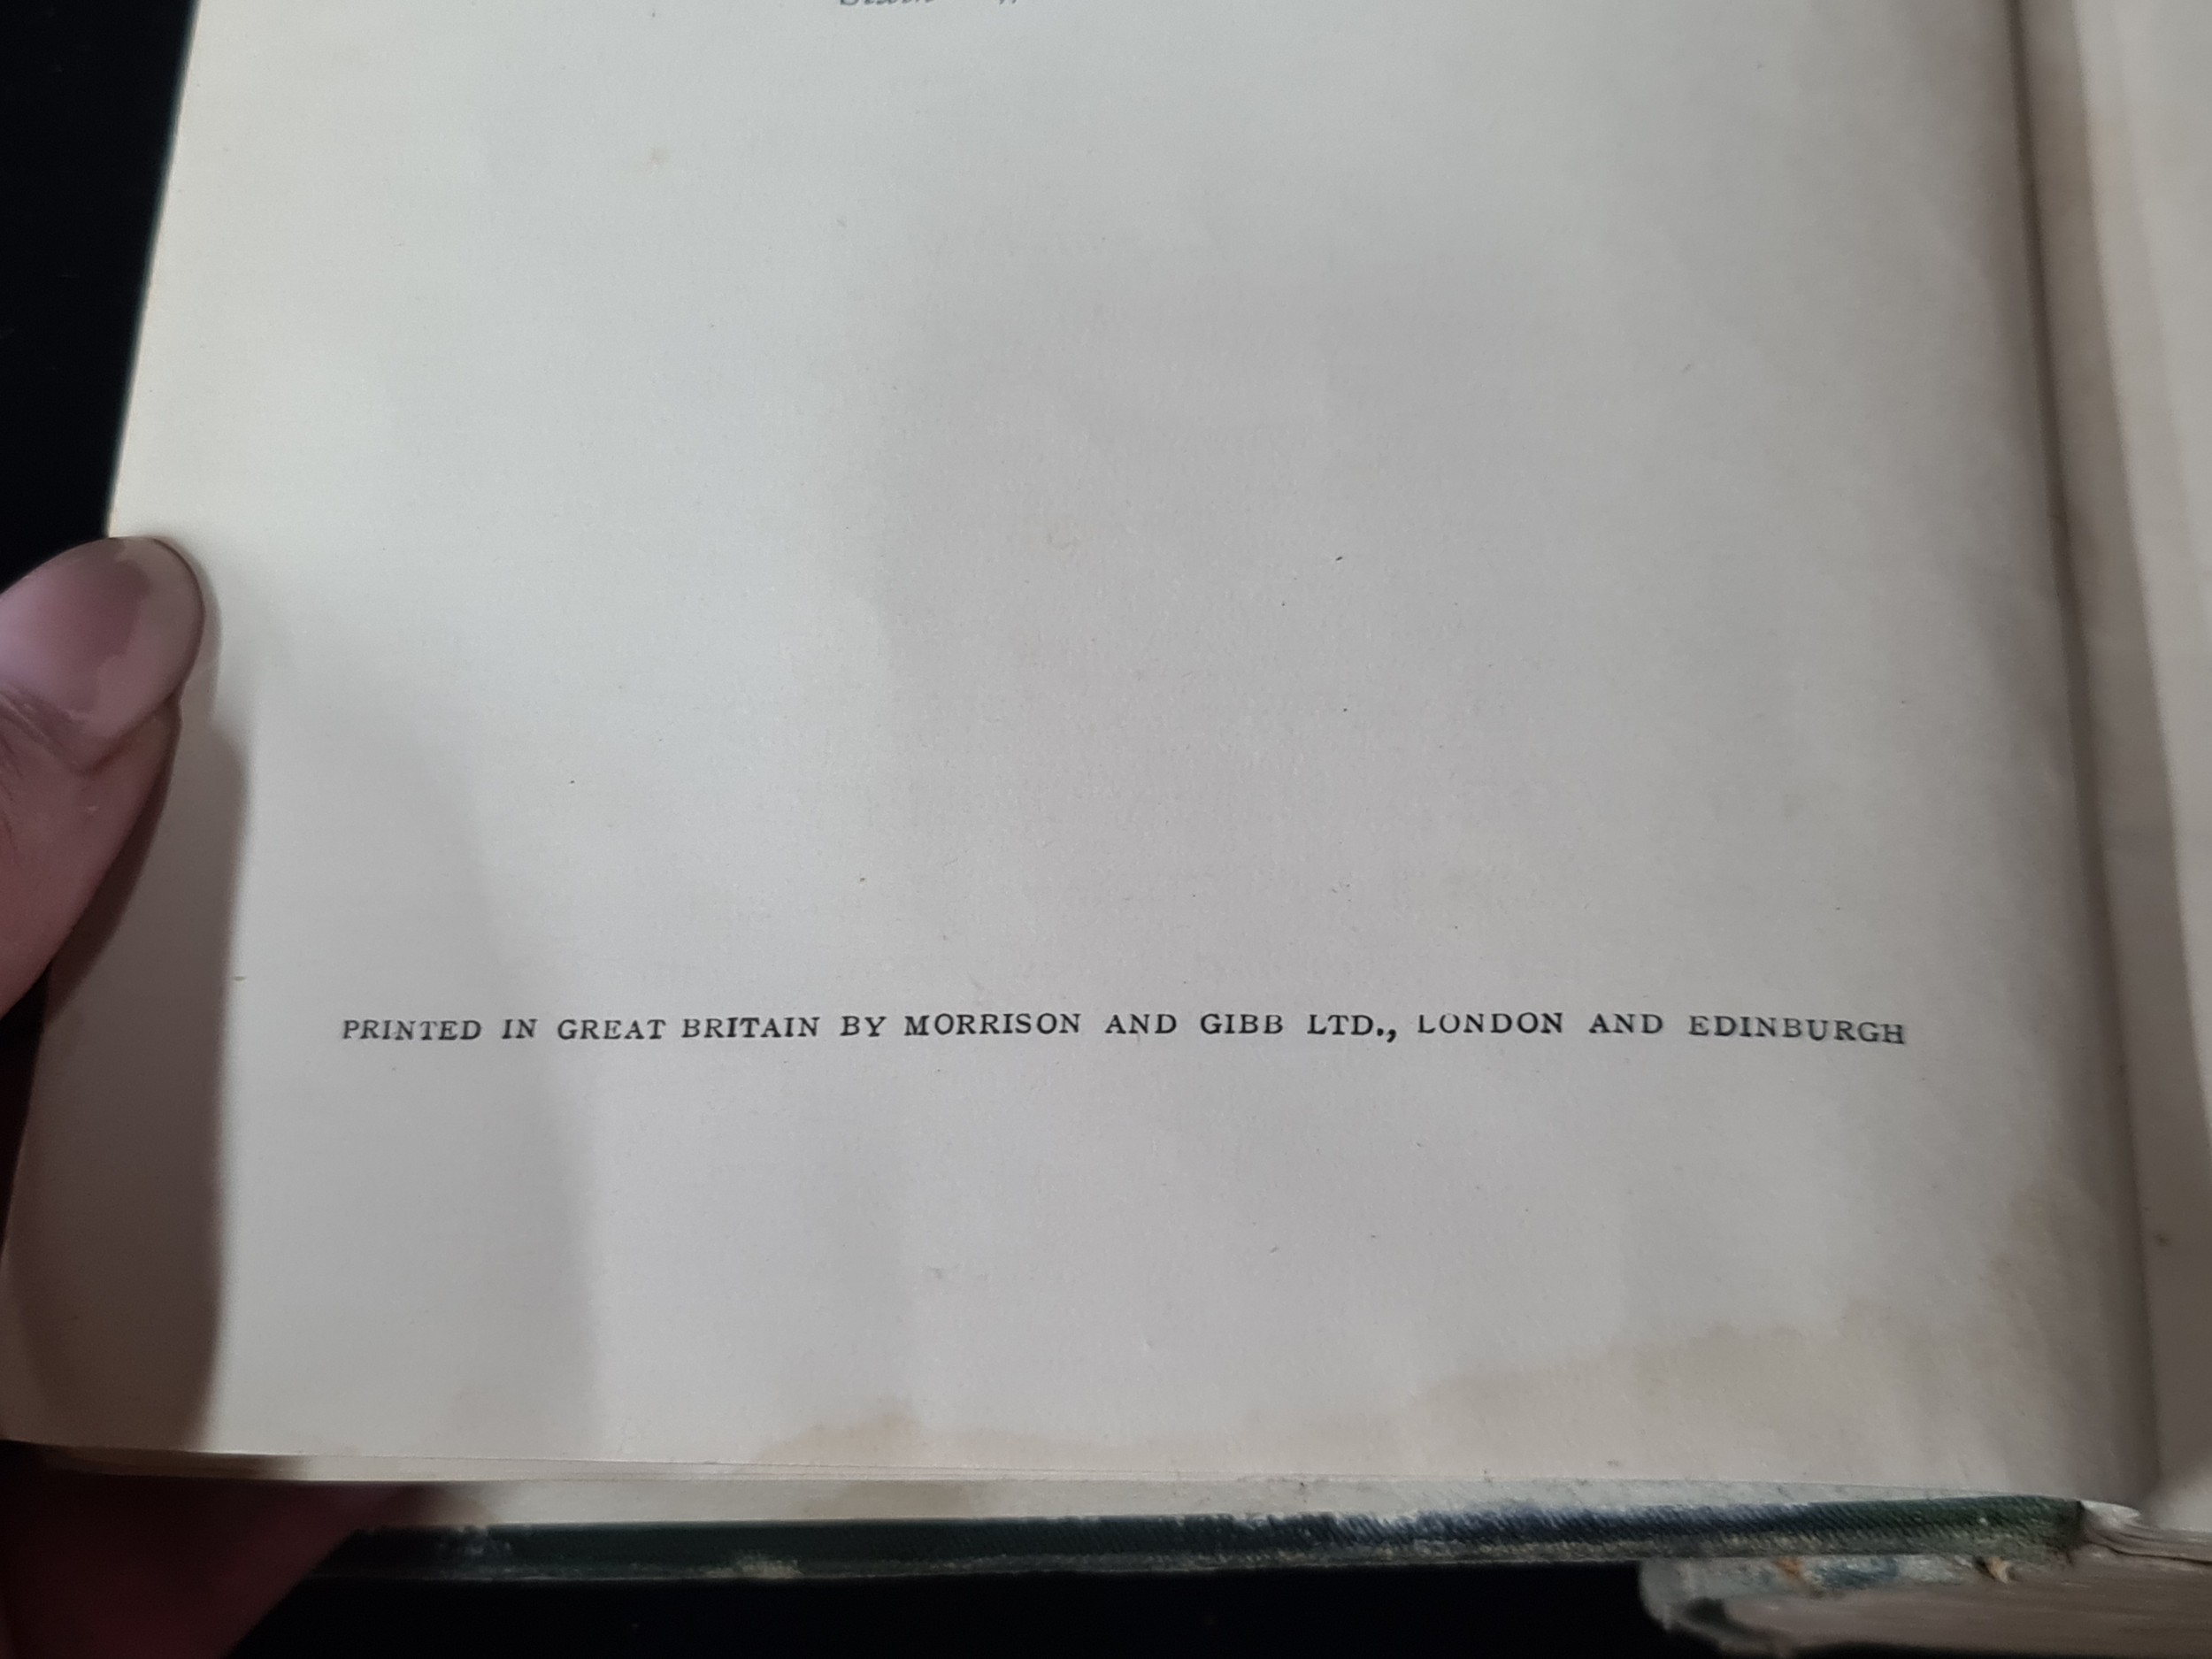 PRINTED IN GREAT BRITAIN BY MORRISON AND GIBB LTD., LONDON AND EDINBURGH